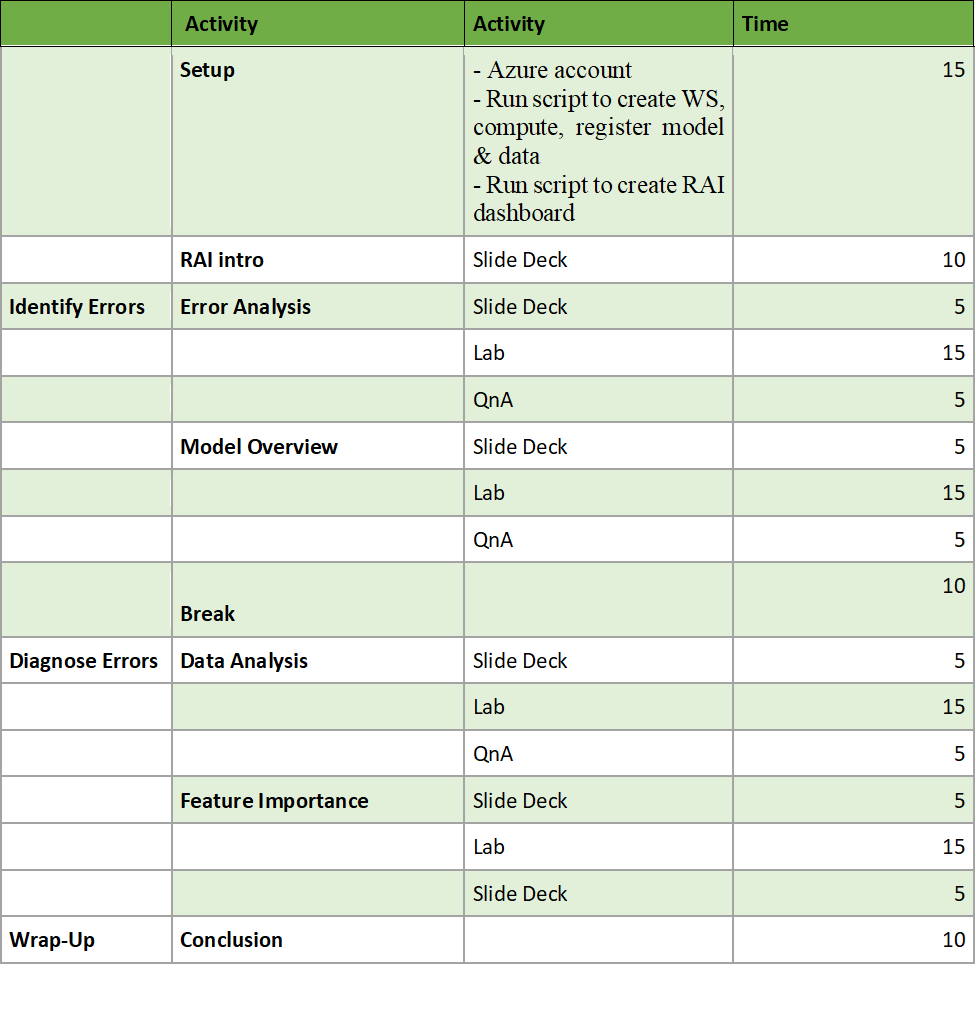 Activity Activity Time
Setup - Azure account 15
- Run script to create WS,
compute, register model
& data
- Run script to create RAI
dashboard
RAI intro Slide Deck 10
Identify Errors Error Analysis Slide Deck 5
Lab 15
QnA 5
Model Overview Slide Deck 5
Lab 15
QnA 5
10
Break
Diagnose Errors Data Analysis Slide Deck 5
Lab 15
QnA 5
Feature Importance Slide Deck 5
Lab 15
Slide Deck 5
Wrap-Up Conclusion 10